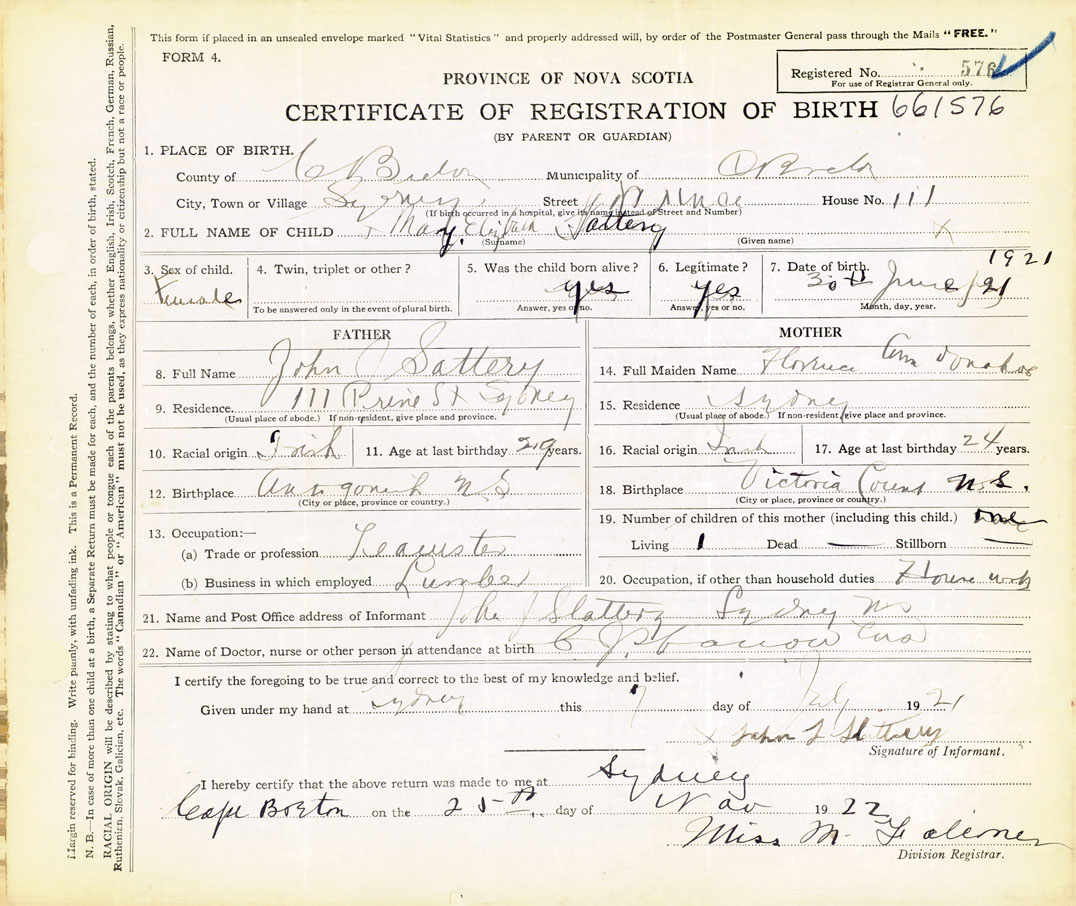 This form if placed in an unsealed envelope marked "Vital Statistics" and properly addressed will, by order of the Postmaster General pass through the Mails "FREE."
FORM 4.
Registered No. 576
For use of Registrar General only.
PROVINCE OF NOVA SCOTIA
CERTIFICATE OF REGISTRATION OF BIRTH 661576
(BY PARENT OR GUARDIAN)
1. PLACE OF BIRTH.
County of C Breton Municipality of C Breton
City, Town or Village Sydney Street House No. 111
(If birth occurred in a hospital, give its name instead of Street and Number)
2. FULL NAME OF CHILD Mary Slattery
(Surname) (Given name)
1921
3. Sex of child. 4. Twin, triplet or other? 5. Was the child born alive? 6. Legitimate? 7. Date of birth.
Female yes yes 30th June 1921
To be answered only in the event of plural birth. Answer, yes or no. Answer, yes or no. Month, day, year.
FATHER
8. Full Name John Slattery
9. Residence. 111 St Sydney
(Usual place of abode.) If non-resident, give place and province.
10. Racial origin Irish 11. Age at last birthday 29 years.
12. Birthplace Antigonish N.S
(City or place, province or country.)
13. Occupation:—
(a) Trade or profession Teamster
(b) Business in which employed Lumber
MOTHER
14. Full Maiden Name Florence Ann
15. Residence Sydney
(Usual place of abode.) If non-resident, give place and province.
16. Racial origin Irish 17. Age at last birthday 24 years.
18. Birthplace Victoria N.S.
(City or place, province or country.)
19. Number of children of this mother (including this child.) one
Living 1 Dead — Stillborn —
20. Occupation, if other than household duties House work
21. Name and Post Office address of Informant John J Slattery Sydney NS
22. Name of Doctor, nurse or other person in attendance at birth
I certify the foregoing to be true and correct to the best of my knowledge and belief.
Given under my hand at Sydney this 7 day of July 1921
x John J Slattery
Signature of Informant.
I hereby certify that the above return was made to me at Sydney
Cape Breton on the 25th day of Nov 1922
Miss M.
Division Registrar.
Margin reserved for binding. Write plainly, with unfading ink. This is a Permanent Record.
N. B.—In case of more than one child at a birth, a Separate Return must be made for each, and the number of each, in order of birth, stated.
RACIAL ORIGIN will be described by stating to what people or tongue each of the parents belongs, whether English, Irish, Scotch, French, German, Russian,
Ruthenian, Slovak, Galician, etc. The words "Canadian" or "American" must not be used, as they express nationality or citizenship but not a race or people.